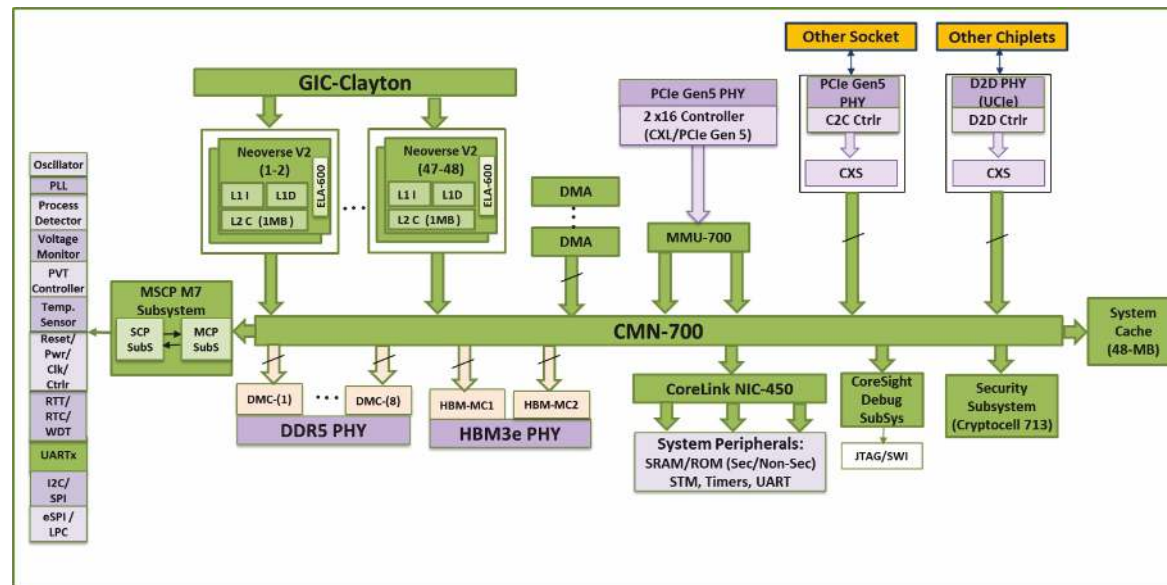 Other Socket
Other Chiplets
GIC-Clayton
PCIe Gen5 PHY
2 x16 Controller
(CXL/PCIe Gen 5)
PCIe Gen5
PHY
C2C Ctrlr
CXS
D2D PHY
(UCIe)
D2D Ctrlr
CXS
Neoverse V2
(1-2)
L1 I
L1D
L2 C (1MB)
ELA-600
...
Neoverse V2
(47-48)
L1 I
L1D
L2 C (1MB)
ELA-600
DMA
DMA
MMU-700
Oscillator
PLL
Process
Detector
Voltage
Monitor
PVT
Controller
Temp.
Sensor
Reset/
Pwr/
Clk/
Ctrlr
RTT/
RTC/
WDT
UARTx
I2C/
SPI
eSPI /
LPC
MSCP M7
Subsystem
SCP
SubS
MCP
SubS
CMN-700
System
Cache
(48-MB)
DMC-(1)
...
DMC-(8)
DDR5 PHY
HBM-MC1
HBM-MC2
HBM3e PHY
CoreLink NIC-450
System Peripherals:
SRAM/ROM (Sec/Non-Sec)
STM, Timers, UART
CoreSight
Debug
SubSys
JTAG/SWI
Security
Subsystem
(Cryptocell 713)